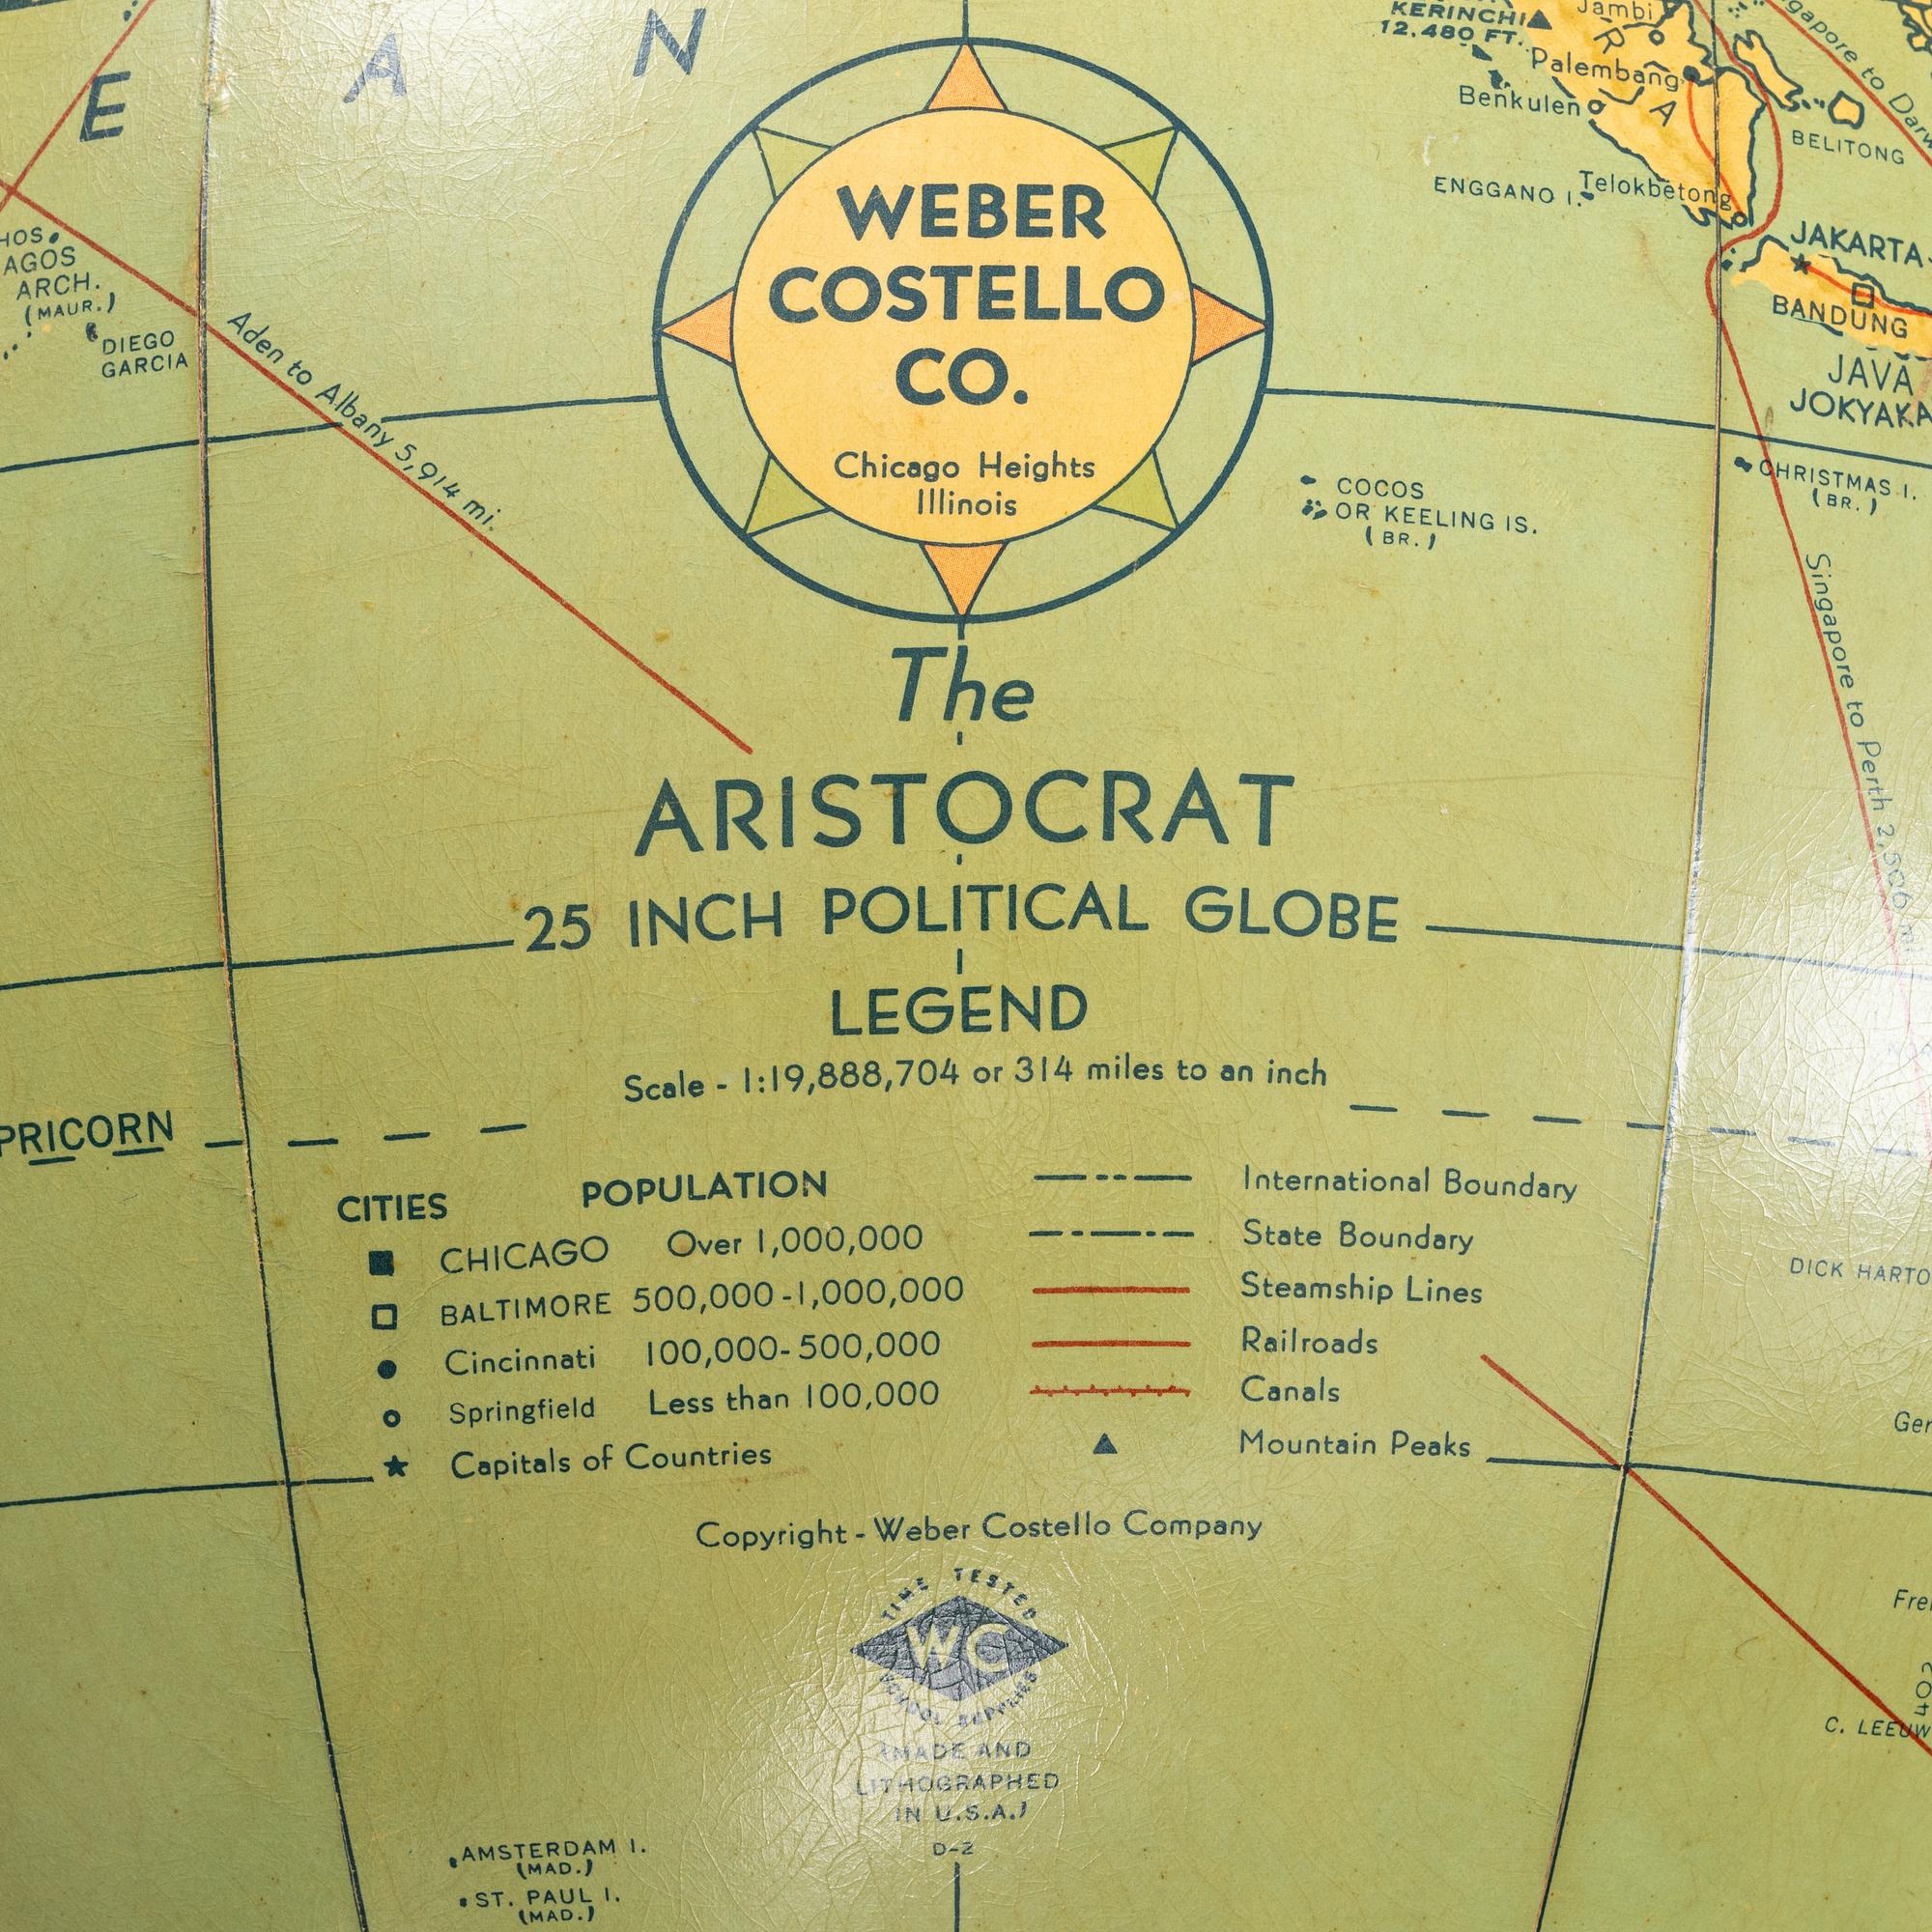 E A N
KERINCHI
12,480 FT.
Jambi
R
A
Palembang
Benkulen
BELITONG
ENGGANO I.
Telokbetong
JAKARTA
BANDUNG
JAVA
ARCH.
(MAUR.)
DIEGO
GARCIA
Aden to Albany 5,914 mi.
WEBER
COSTELLO
CO.
Chicago Heights
Illinois
COCOS
OR KEELING IS.
(BR.)
CHRISTMAS I.
(BR.)
Singapore to Perth
The
ARISTOCRAT
25 INCH POLITICAL GLOBE
LEGEND
Scale - 1:19,888,704 or 314 miles to an inch
PRICORN
CITIES POPULATION
CHICAGO Over 1,000,000
BALTIMORE 500,000-1,000,000
Cincinnati 100,000-500,000
Springfield Less than 100,000
Capitals of Countries
International Boundary
State Boundary
Steamship Lines
Railroads
Canals
Mountain Peaks
DICK HARTO
Copyright - Weber Costello Company
TIME TESTED
WC
SCHOOL SUPPLIES
(MADE AND
LITHOGRAPHED
IN U.S.A.)
D-2
C. LEEUW
AMSTERDAM I.
(MAD.)
ST. PAUL I.
(MAD.)